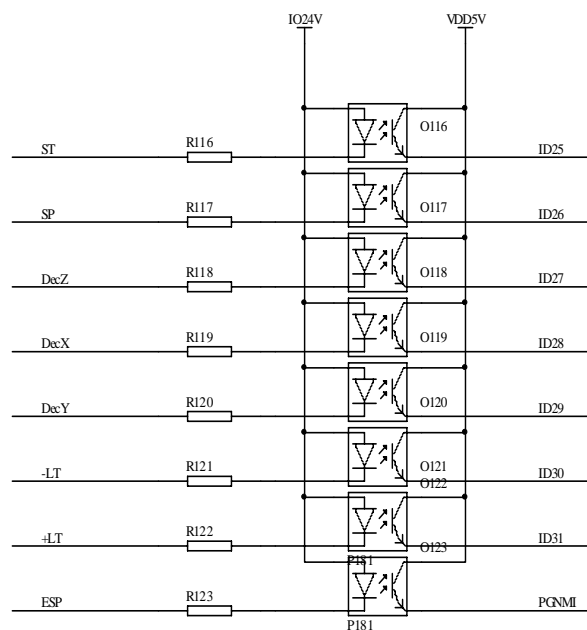 IO24V VDD5V
O116
ST R116 ID25
O117
SP R117 ID26
O118
DecZ R118 ID27
O119
DecX R119 ID28
O120
DecY R120 ID29
O121
-LT R121 ID30
O122
+LT R122 ID31
O123
P181
ESP R123 PGNMI
P181